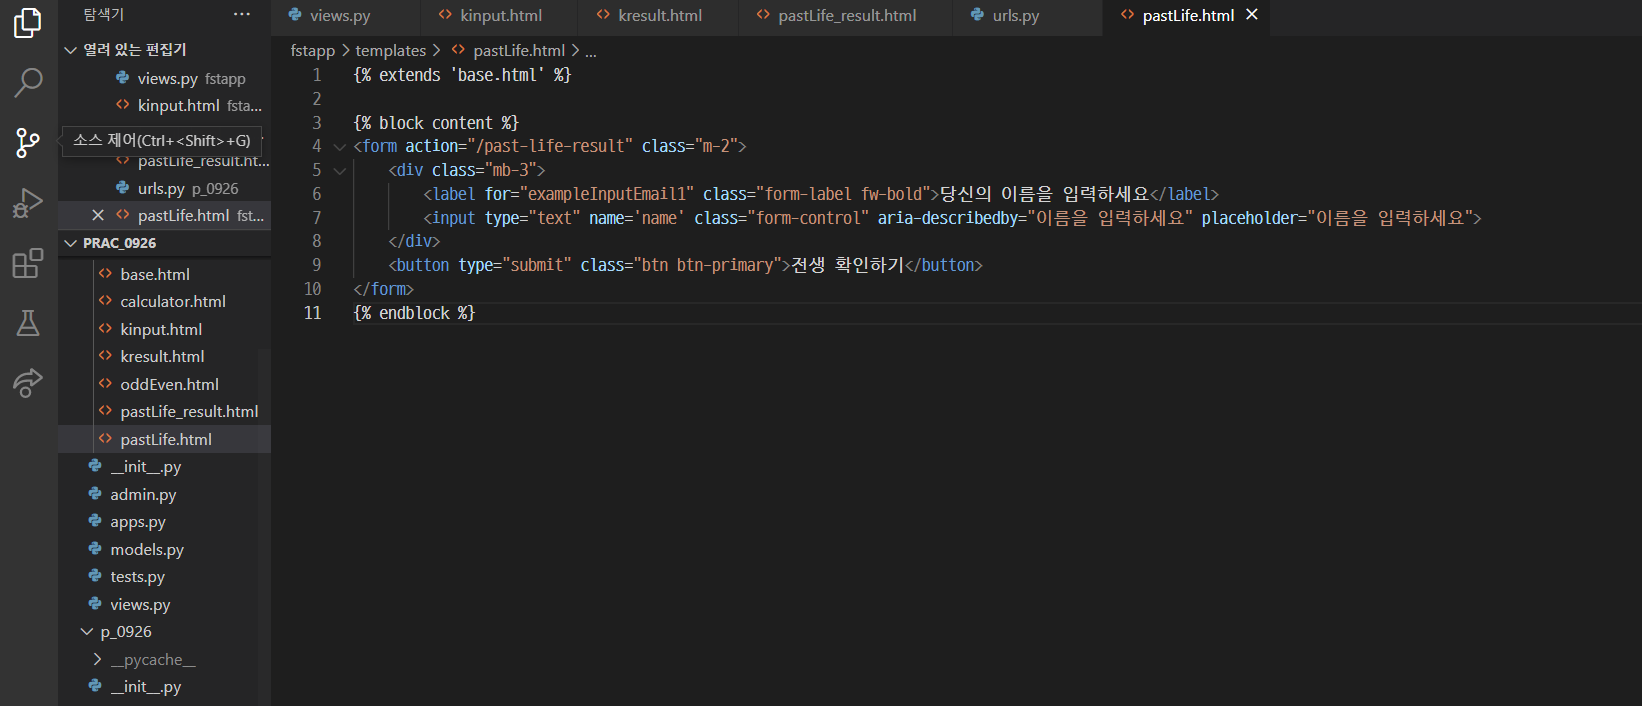 탐색기 ···
열려 있는 편집기
views.py fstapp
kinput.html fsta...
소스 제어(Ctrl+<Shift>+G)
pastLife_result.ht...
urls.py p_0926
pastLife.html fst...
PRAC_0926
base.html
calculator.html
kinput.html
kresult.html
oddEven.html
pastLife_result.html
pastLife.html
__init__.py
admin.py
apps.py
models.py
tests.py
views.py
p_0926
__pycache__
__init__.py
views.py kinput.html kresult.html pastLife_result.html urls.py pastLife.html
fstapp > templates > pastLife.html > ...
1 {% extends 'base.html' %}
2
3 {% block content %}
4 <form action="/past-life-result" class="m-2">
5 <div class="mb-3">
6 <label for="exampleInputEmail1" class="form-label fw-bold">당신의 이름을 입력하세요</label>
7 <input type="text" name='name' class="form-control" aria-describedby="이름을 입력하세요" placeholder="이름을 입력하세요">
8 </div>
9 <button type="submit" class="btn btn-primary">전생 확인하기</button>
10 </form>
11 {% endblock %}